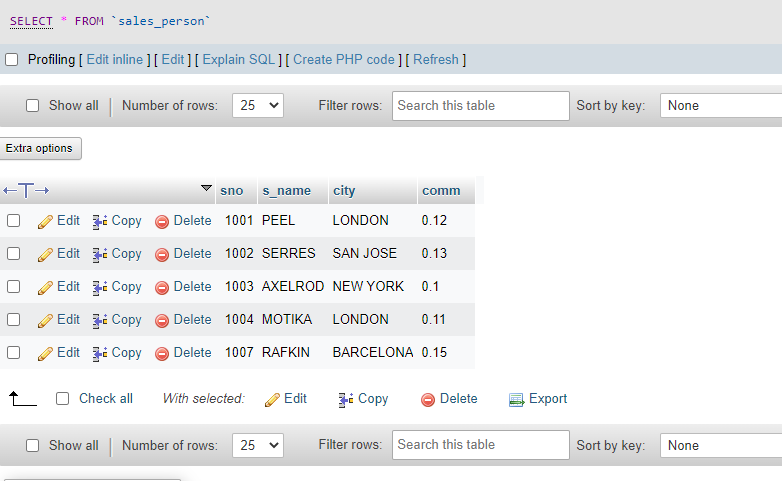 SELECT * FROM `sales_person`
Profiling [ Edit inline ] [ Edit ] [ Explain SQL ] [ Create PHP code ] [ Refresh ]
Show all | Number of rows: 25 Filter rows: Search this table Sort by key: None
Extra options
←T→ sno s_name city comm
Edit Copy Delete 1001 PEEL LONDON 0.12
Edit Copy Delete 1002 SERRES SAN JOSE 0.13
Edit Copy Delete 1003 AXELROD NEW YORK 0.1
Edit Copy Delete 1004 MOTIKA LONDON 0.11
Edit Copy Delete 1007 RAFKIN BARCELONA 0.15
Check all With selected: Edit Copy Delete Export
Show all | Number of rows: 25 Filter rows: Search this table Sort by key: None